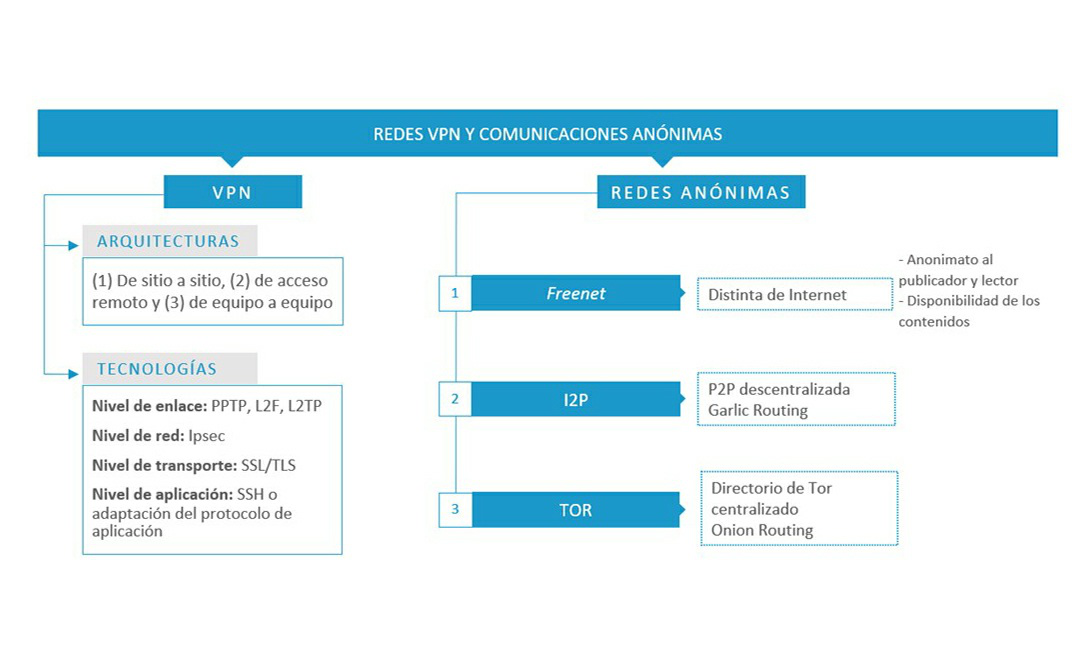 REDES VPN Y COMUNICACIONES ANÓNIMAS
VPN
ARQUITECTURAS
(1) De sitio a sitio, (2) de acceso
remoto y (3) de equipo a equipo
TECNOLOGÍAS
Nivel de enlace: PPTP, L2F, L2TP
Nivel de red: Ipsec
Nivel de transporte: SSL/TLS
Nivel de aplicación: SSH o
adaptación del protocolo de
aplicación
REDES ANÓNIMAS
1
Freenet
Distinta de Internet
- Anonimato al
publicador y lector
- Disponibilidad de los
contenidos
2
I2P
P2P descentralizada
Garlic Routing
3
TOR
Directorio de Tor
centralizado
Onion Routing